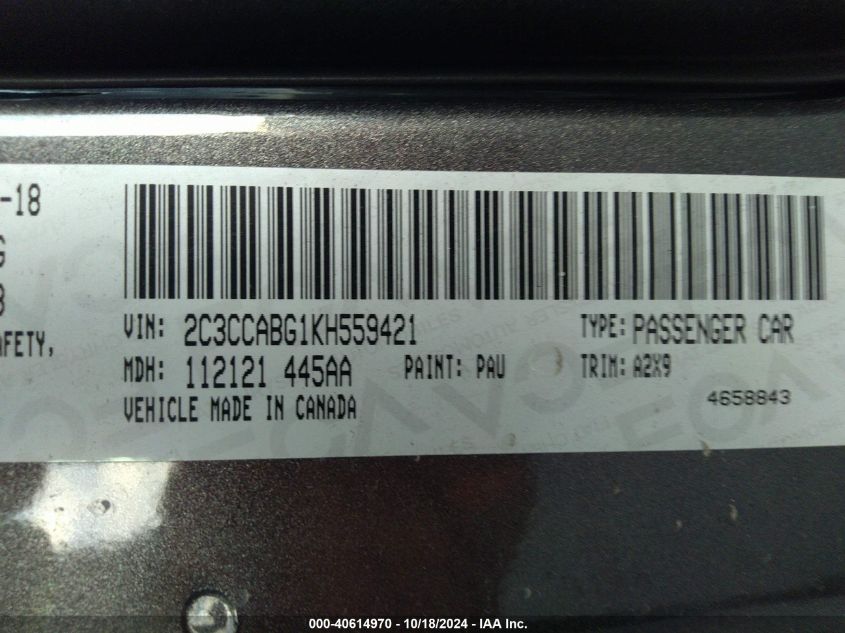 -18
G
8
AFETY,
VIN: 2C3CCABG1KH559421 TYPE: PASSENGER CAR
MDH: 112121 445AA PAINT: PAU TRIM: A2X9
VEHICLE MADE IN CANADA 4658843
000-40614970 - 10/18/2024 - IAA Inc.